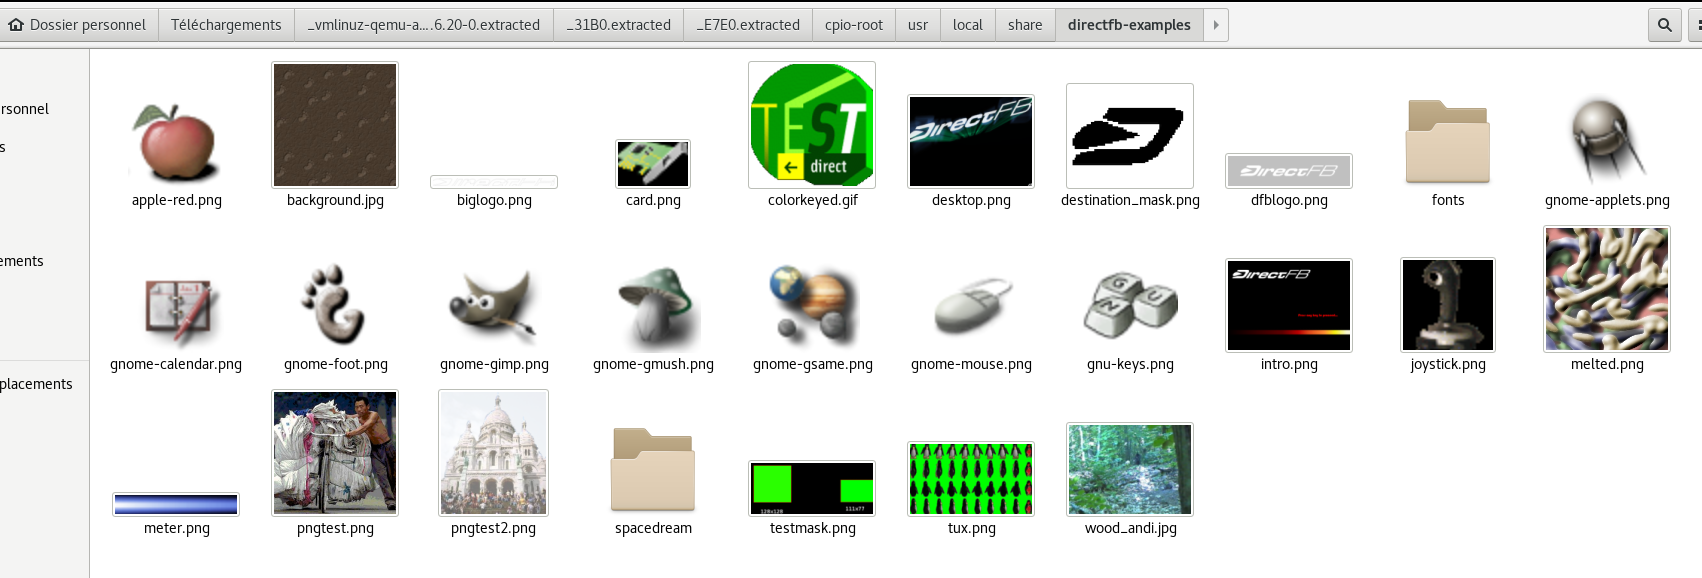 Dossier personnel Téléchargements _vmlinuz-qemu-a….6.20-0.extracted _31B0.extracted _E7E0.extracted cpio-root usr local share directfb-examples
rsonnel
s
ements
placements
TEST
direct
DirectFB
DirectFB
apple-red.png background.jpg biglogo.png card.png colorkeyed.gif desktop.png destination_mask.png dfblogo.png fonts gnome-applets.png
G U N
DirectFB
gnome-calendar.png gnome-foot.png gnome-gimp.png gnome-gmush.png gnome-gsame.png gnome-mouse.png gnu-keys.png intro.png joystick.png melted.png
128x128 111x77
meter.png pngtest.png pngtest2.png spacedream testmask.png tux.png wood_andi.jpg